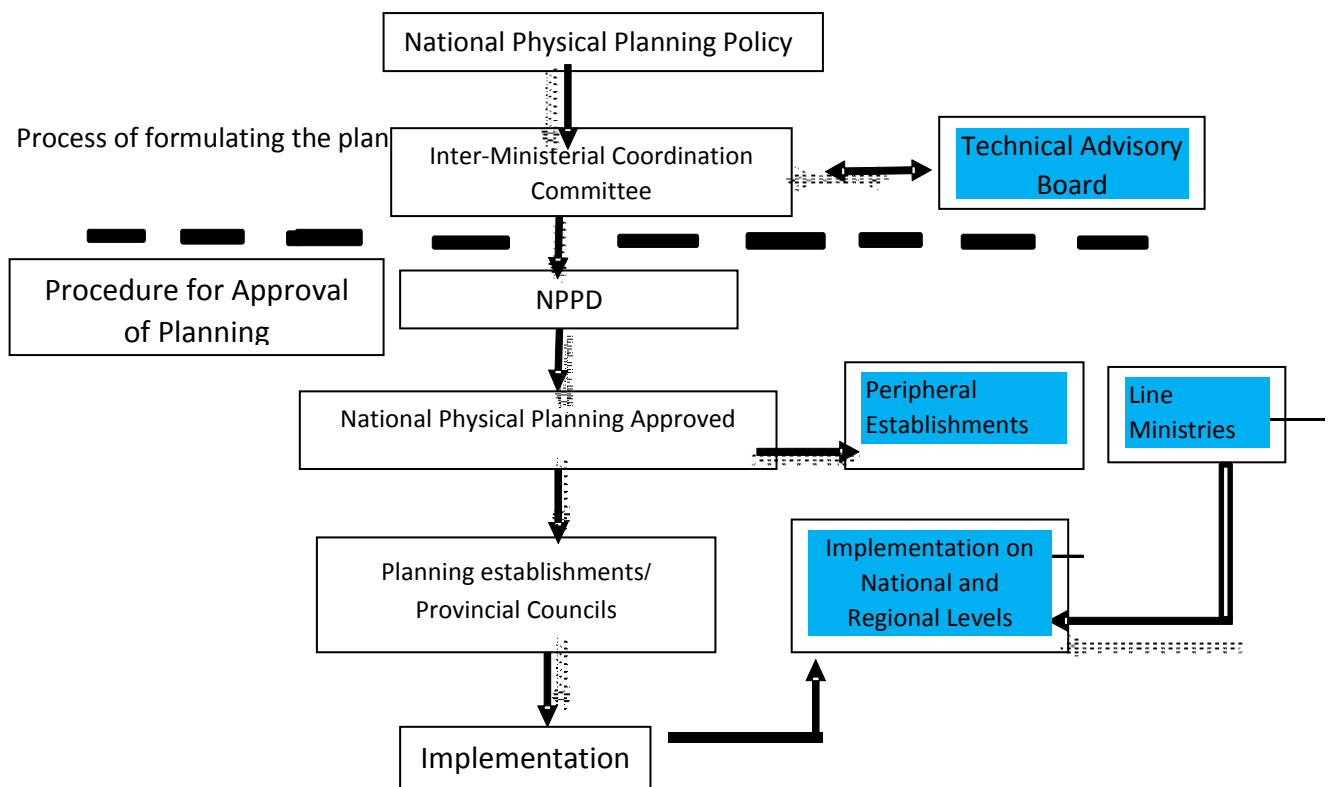 National Physical Planning Policy
Process of formulating the plan
Inter-Ministerial Coordination
Committee
Technical Advisory
Board
Procedure for Approval
of Planning
NPPD
National Physical Planning Approved
Peripheral
Establishments
Line
Ministries
Planning establishments/
Provincial Councils
Implementation on
National and
Regional Levels
Implementation